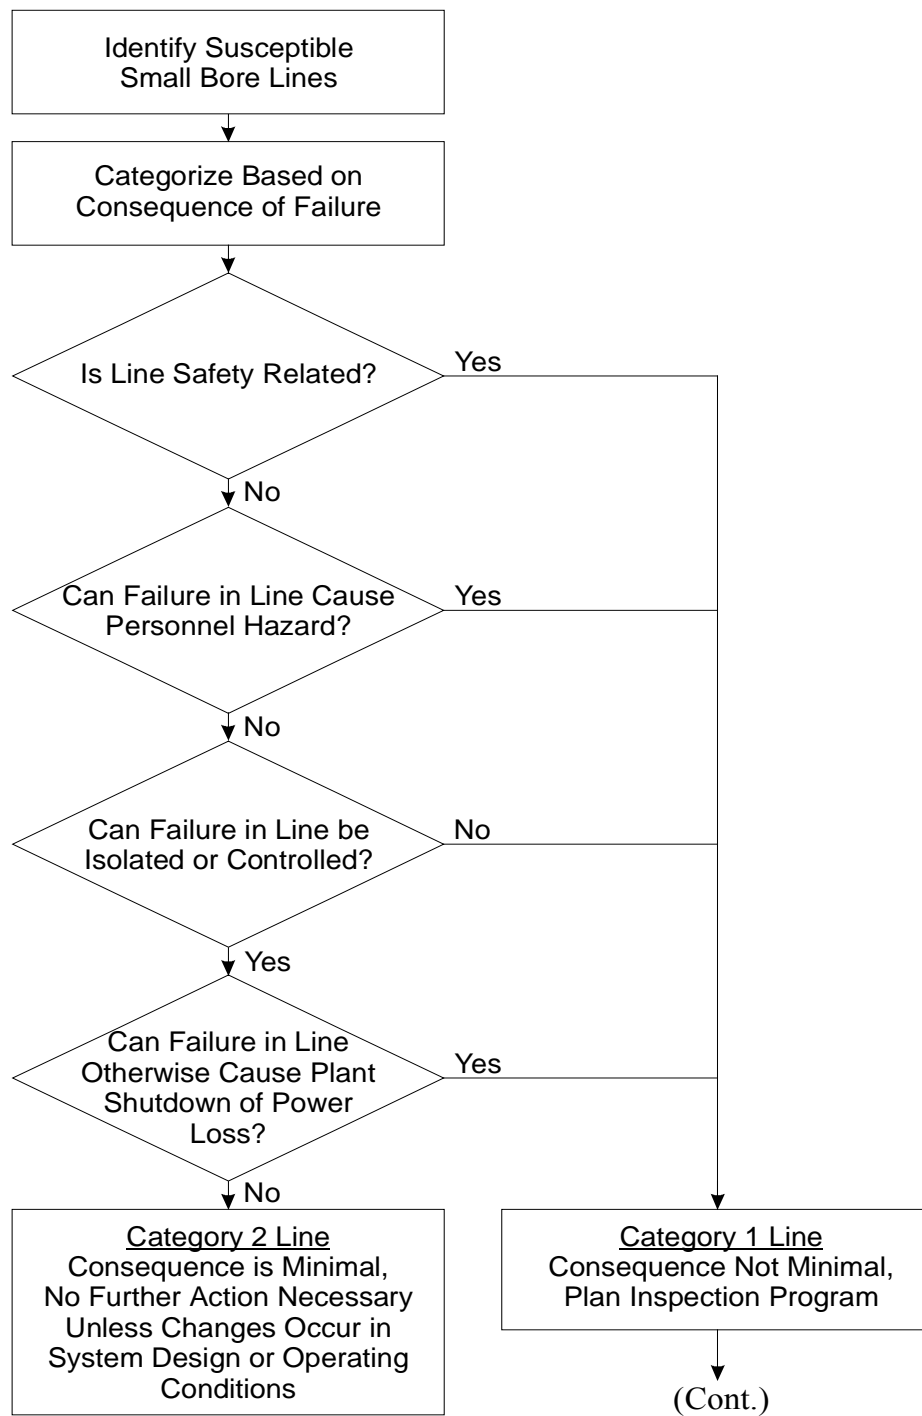 Identify Susceptible
Small Bore Lines
Categorize Based on
Consequence of Failure
Is Line Safety Related?
Yes
No
Can Failure in Line Cause
Personnel Hazard?
Yes
No
Can Failure in Line be
Isolated or Controlled?
No
Yes
Can Failure in Line
Otherwise Cause Plant
Shutdown of Power
Loss?
Yes
No
Category 2 Line
Consequence is Minimal,
No Further Action Necessary
Unless Changes Occur in
System Design or Operating
Conditions
Category 1 Line
Consequence Not Minimal,
Plan Inspection Program
(Cont.)